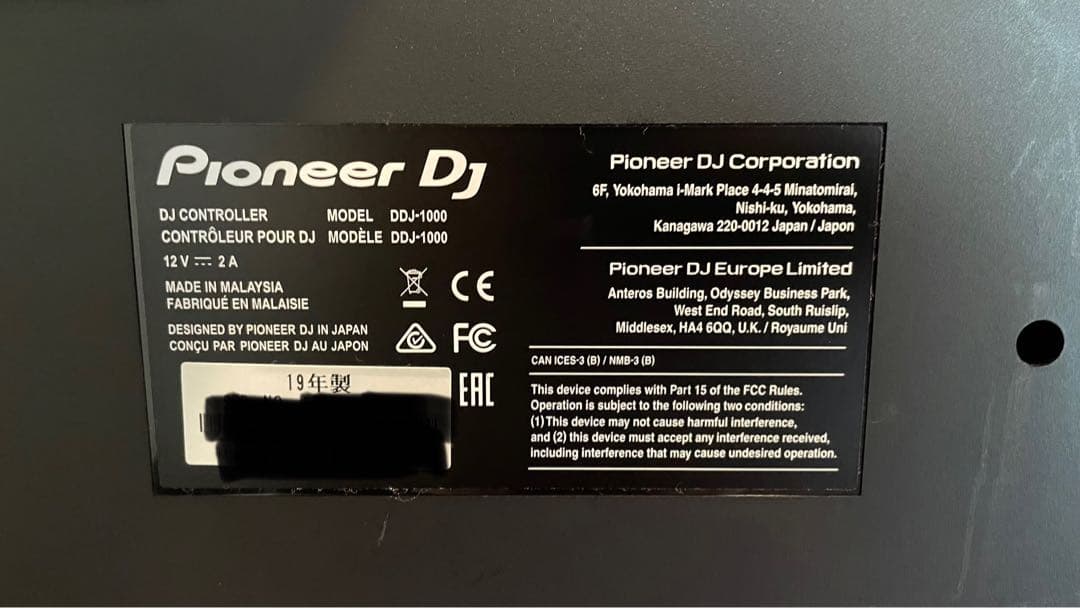 Pioneer DJ
DJ CONTROLLER MODEL DDJ-1000
CONTRÔLEUR POUR DJ MODÈLE DDJ-1000
12 V ⎓ 2 A
MADE IN MALAYSIA
FABRIQUÉ EN MALAISIE
DESIGNED BY PIONEER DJ IN JAPAN
CONÇU PAR PIONEER DJ AU JAPON
CE
FC
EAC
19年製
Pioneer DJ Corporation
6F, Yokohama i-Mark Place 4-4-5 Minatomirai,
Nishi-ku, Yokohama,
Kanagawa 220-0012 Japan / Japon
Pioneer DJ Europe Limited
Anteros Building, Odyssey Business Park,
West End Road, South Ruislip,
Middlesex, HA4 6QQ, U.K. / Royaume Uni
CAN ICES-3 (B) / NMB-3 (B)
This device complies with Part 15 of the FCC Rules.
Operation is subject to the following two conditions:
(1) This device may not cause harmful interference,
and (2) this device must accept any interference received,
including interference that may cause undesired operation.